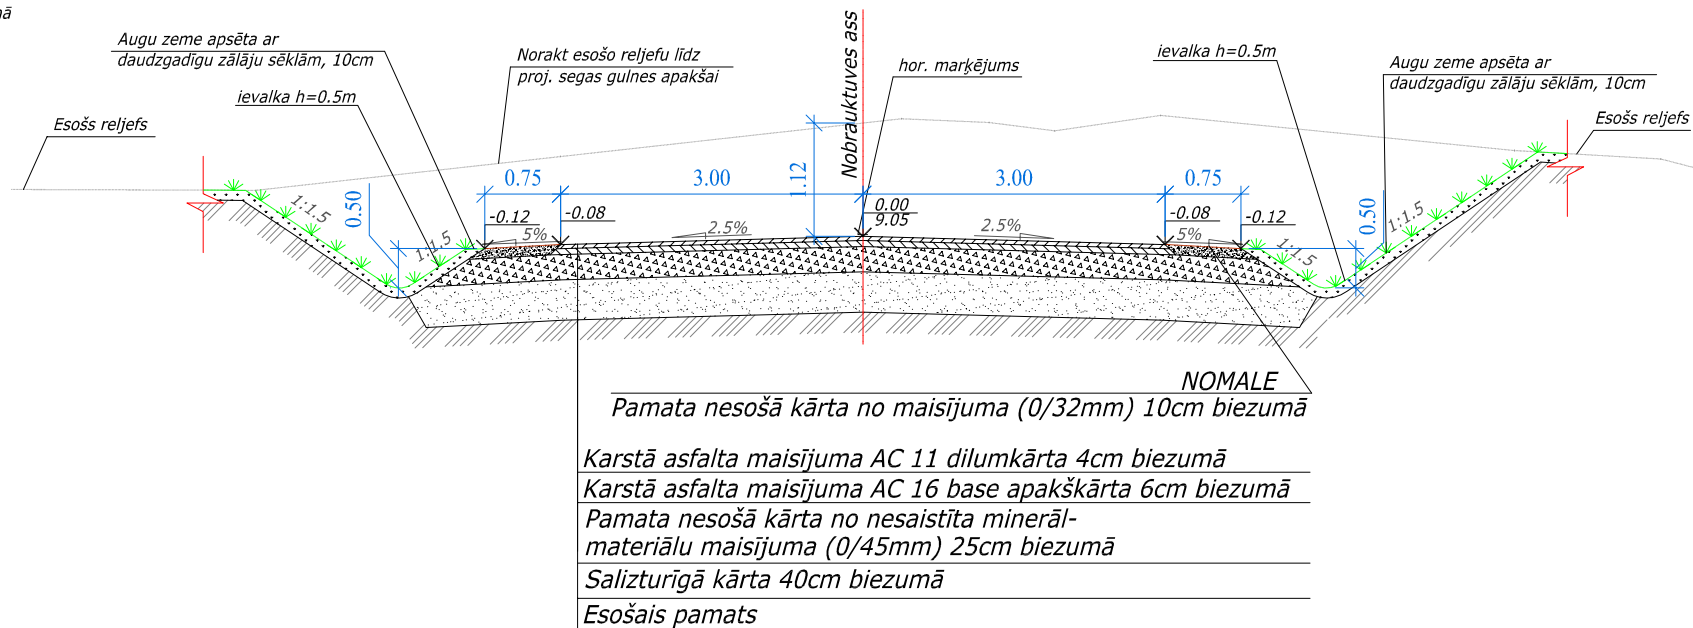 Augu zeme apsēta ar
daudzgadīgu zālāju sēklām, 10cm
ievalka h=0.5m
Esošs reljefs
Norakt esošo reljefu līdz
proj. segas gulnes apakšai
Nobrauktuves ass
hor. marķējums
ievalka h=0.5m
Augu zeme apsēta ar
daudzgadīgu zālāju sēklām, 10cm
Esošs reljefs
0.75
3.00
1.12
3.00
0.75
1:1.5
0.50
1:1.5
-0.12
-0.08
5%
2.5%
0.00
9.05
2.5%
-0.08
-0.12
5%
1:1.5
0.50
1:1.5
NOMALE
Pamata nesošā kārta no maisījuma (0/32mm) 10cm biezumā
Karstā asfalta maisījuma AC 11 dilumkārta 4cm biezumā
Karstā asfalta maisījuma AC 16 base apakškārta 6cm biezumā
Pamata nesošā kārta no nesaistīta minerāl-
materiālu maisījuma (0/45mm) 25cm biezumā
Salizturīgā kārta 40cm biezumā
Esošais pamats